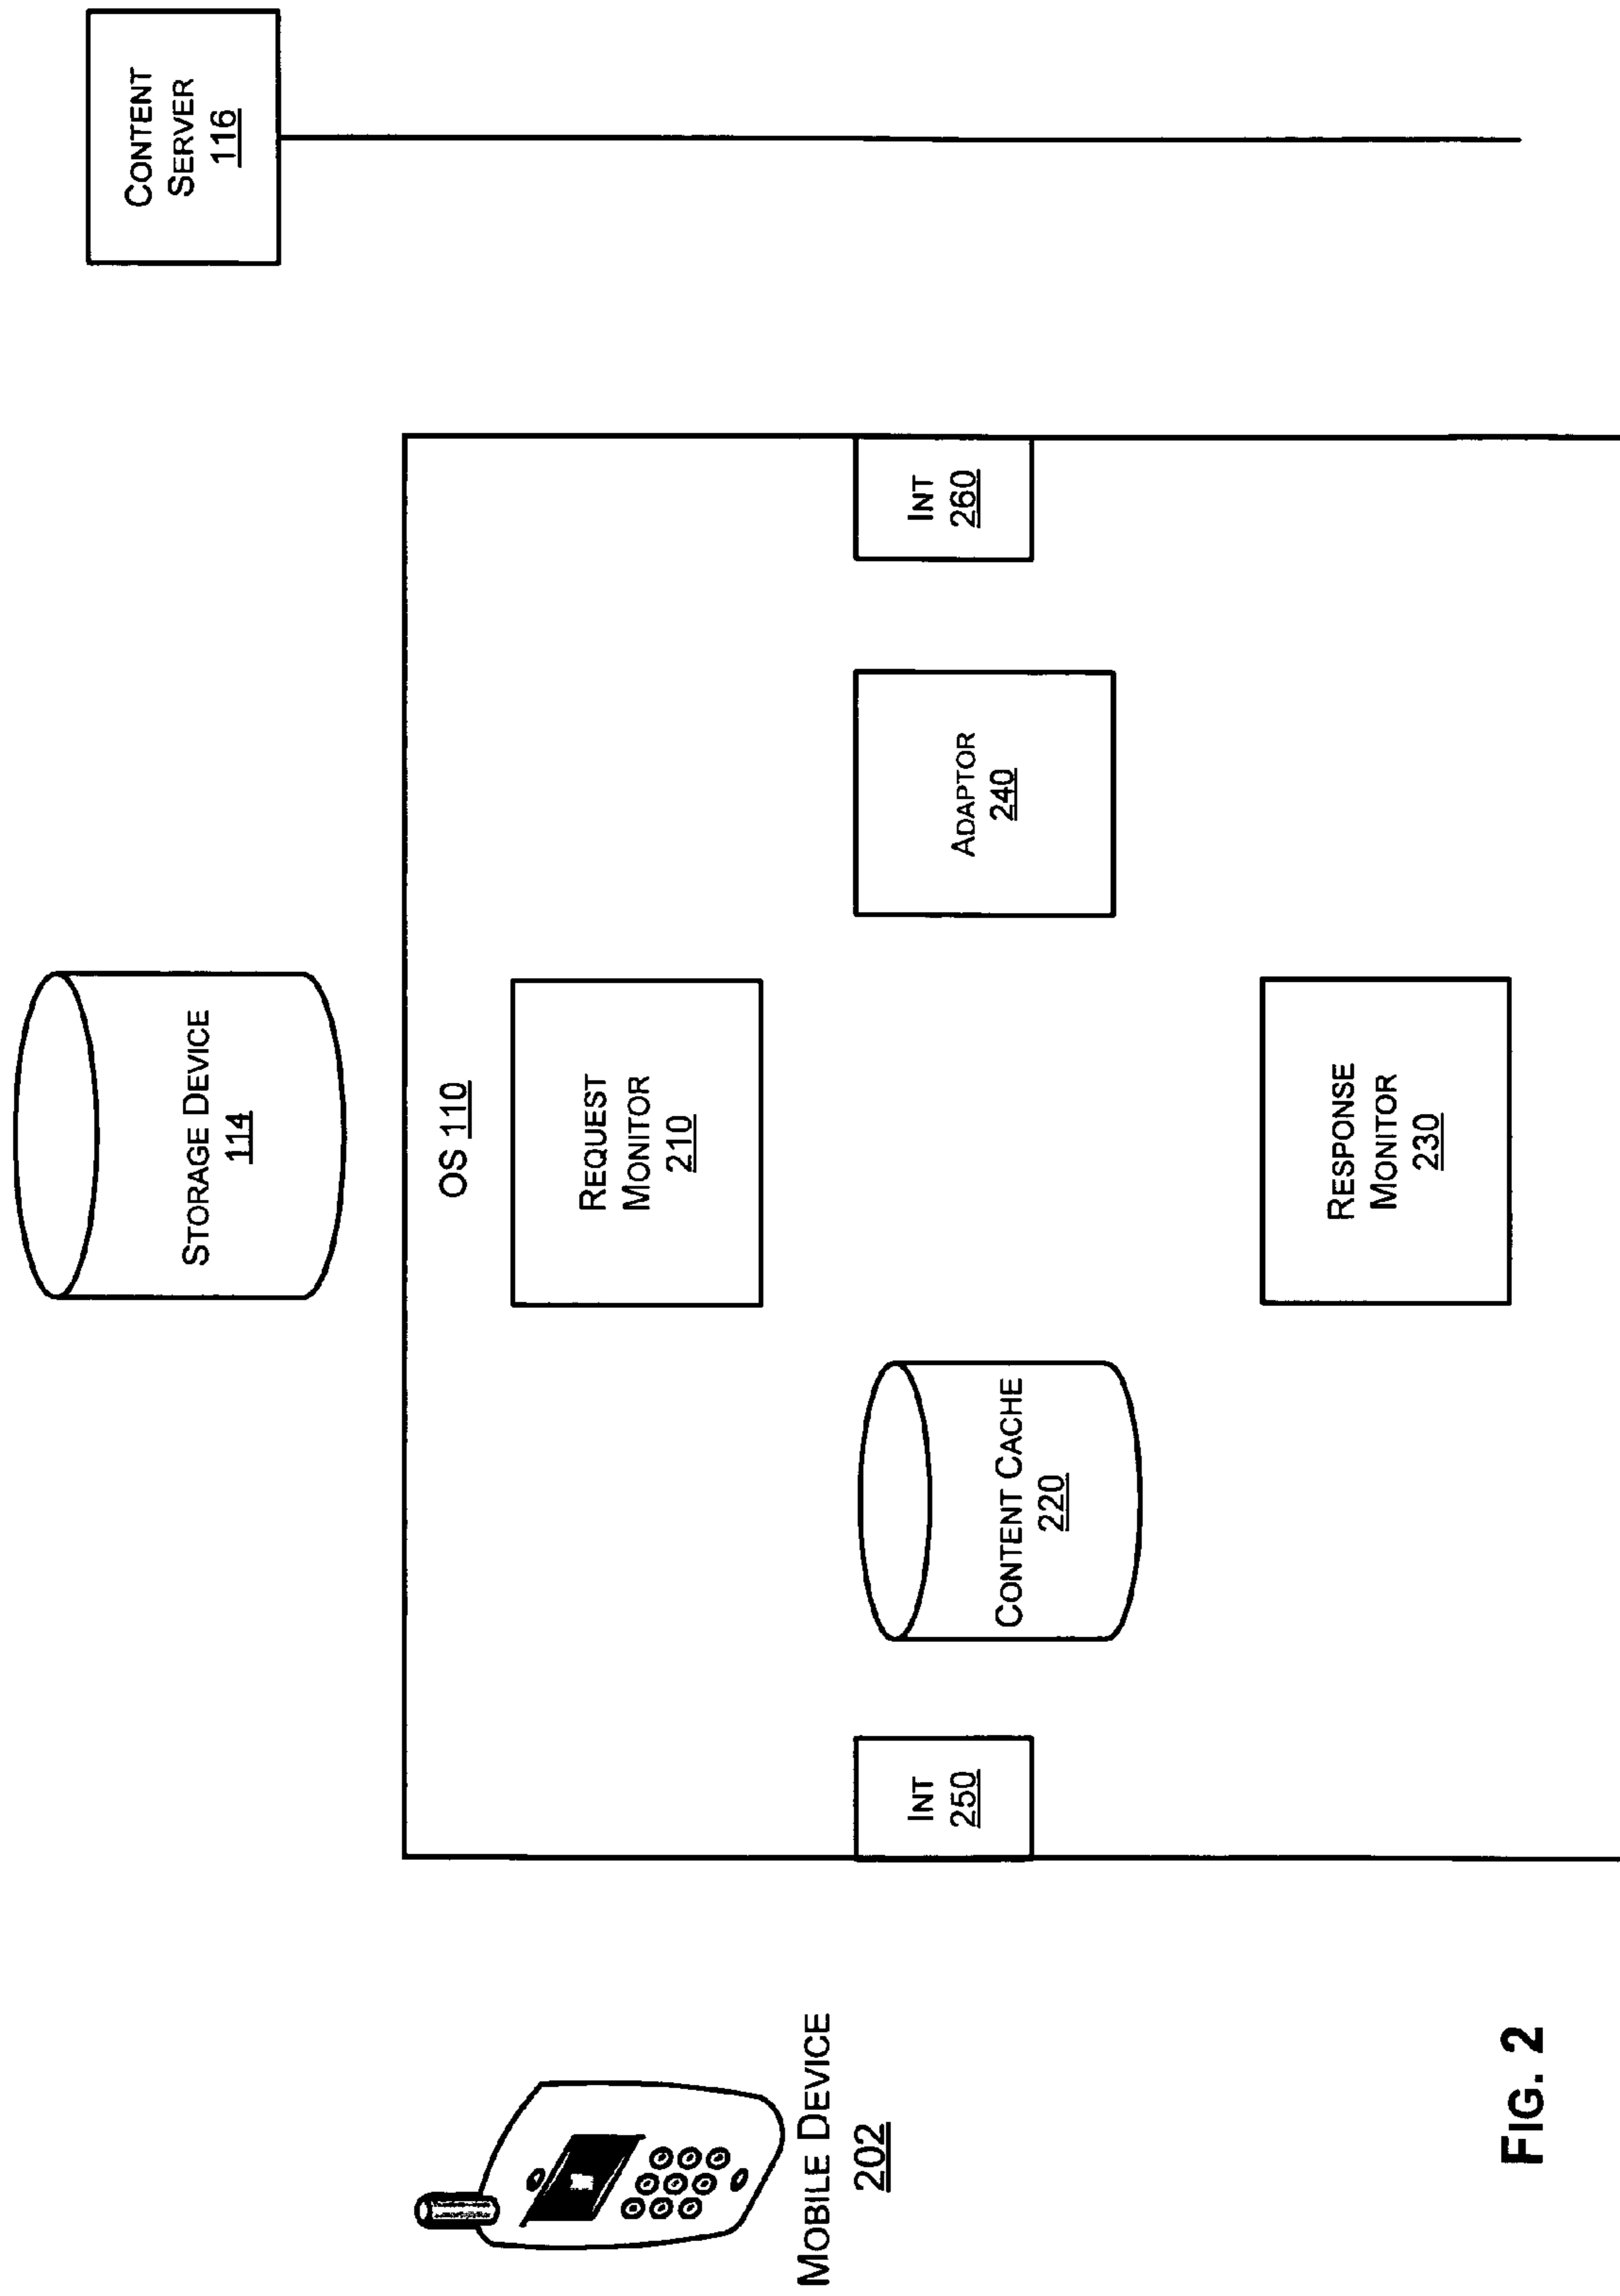 CONTENT
SERVER
116
STORAGE DEVICE
114
OS 110
REQUEST
MONITOR
210
INT
260
ADAPTOR
240
CONTENT CACHE
220
INT
250
RESPONSE
MONITOR
230
MOBILE DEVICE
202
FIG. 2